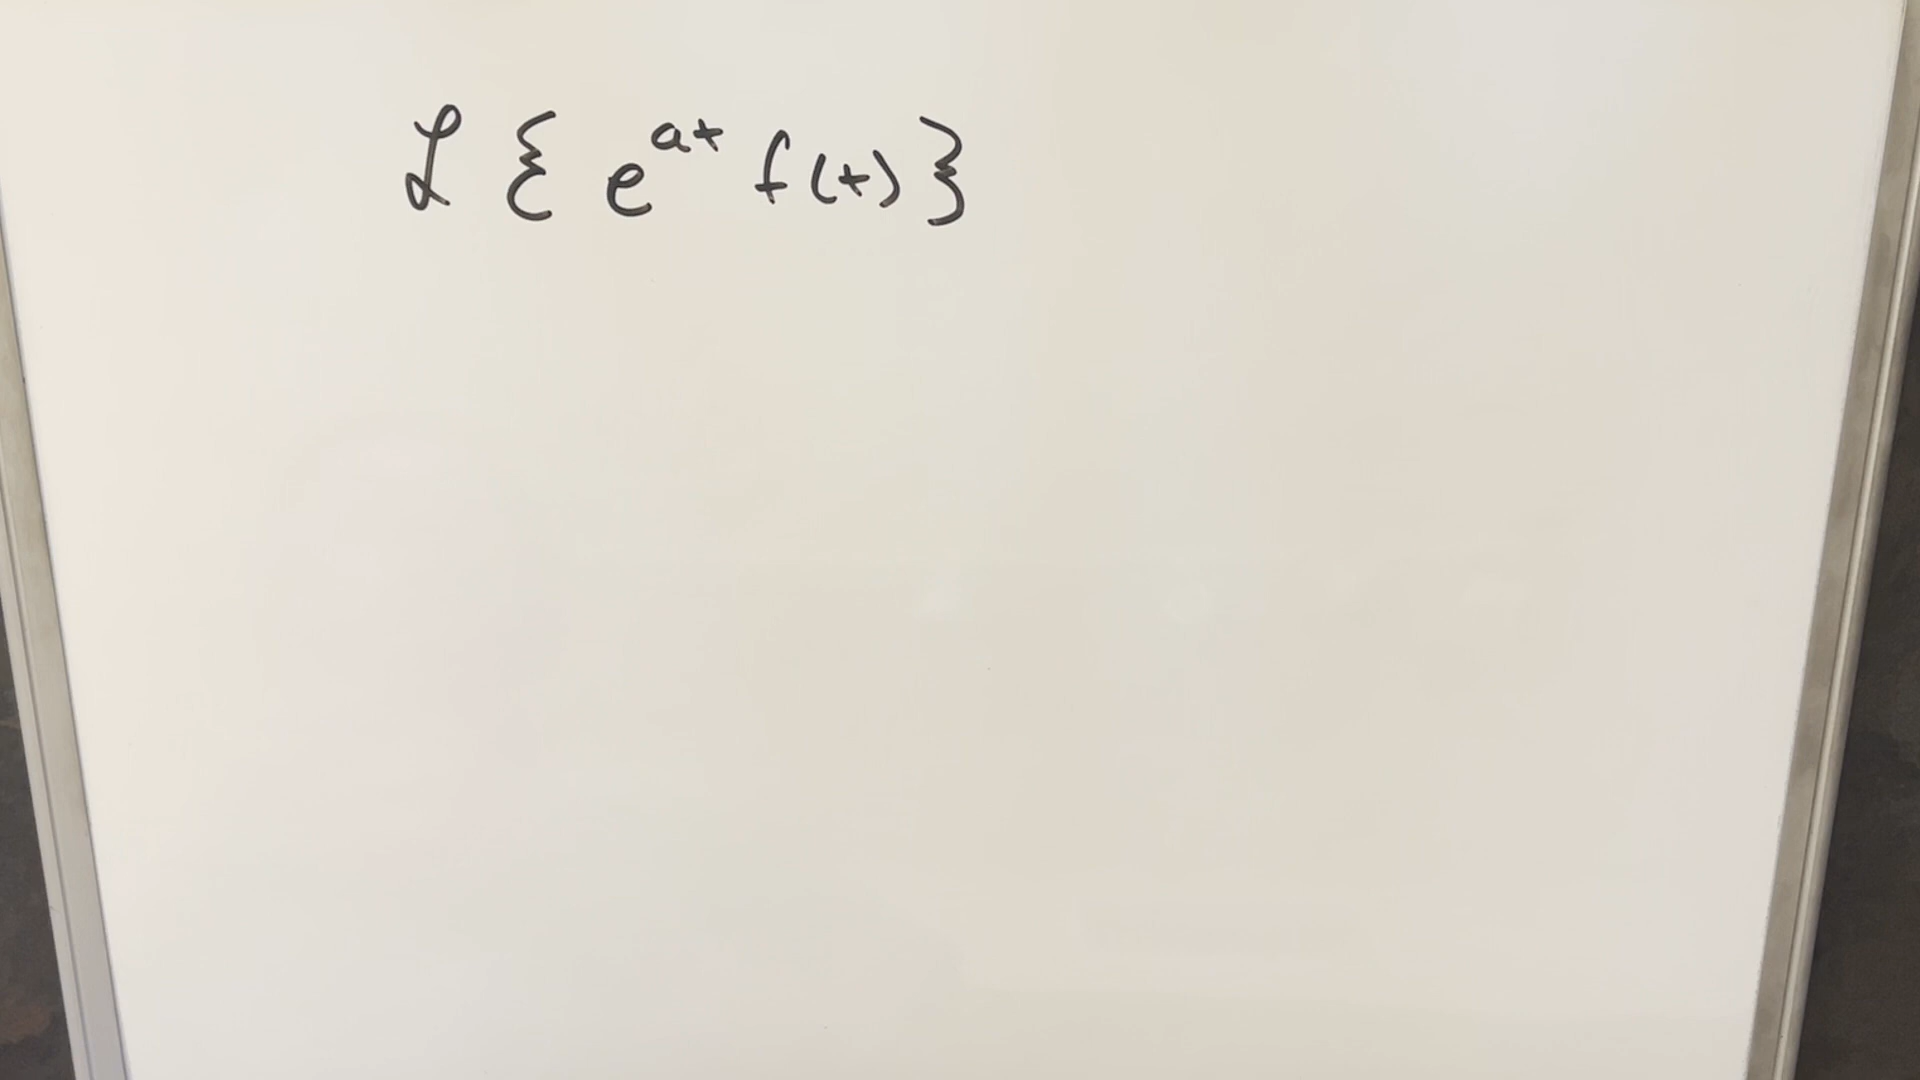 ℒ { e^{at} f(t) }